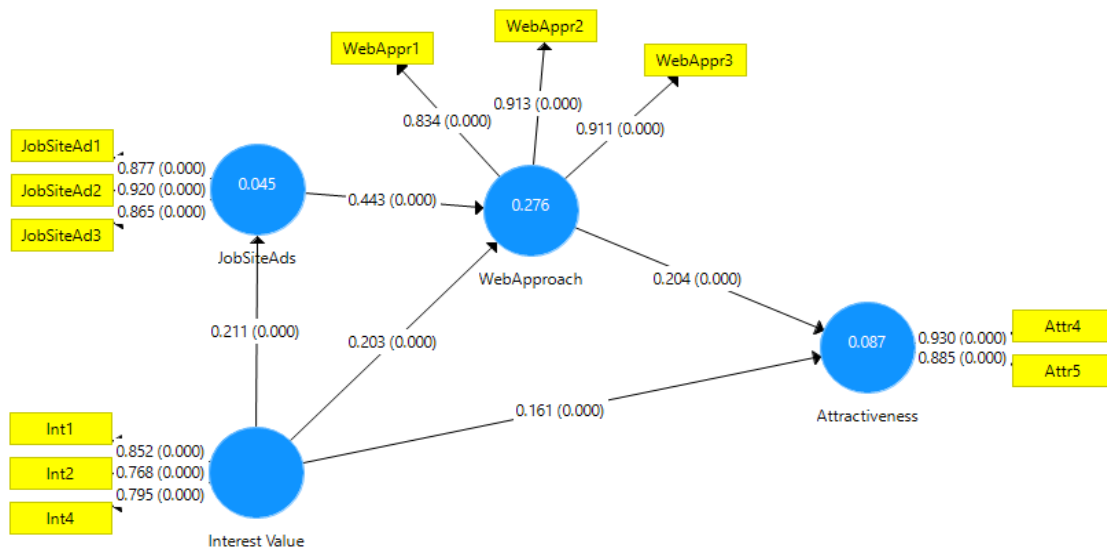 WebAppr1
WebAppr2
WebAppr3
0.834 (0.000)
0.913 (0.000)
0.911 (0.000)
JobSiteAd1
JobSiteAd2
JobSiteAd3
0.877 (0.000)
0.920 (0.000)
0.865 (0.000)
0.045
JobSiteAds
0.443 (0.000)
0.276
WebApproach
0.211 (0.000)
0.203 (0.000)
0.204 (0.000)
0.161 (0.000)
0.087
Attractiveness
0.930 (0.000)
0.885 (0.000)
Attr4
Attr5
Int1
Int2
Int4
0.852 (0.000)
0.768 (0.000)
0.795 (0.000)
Interest Value